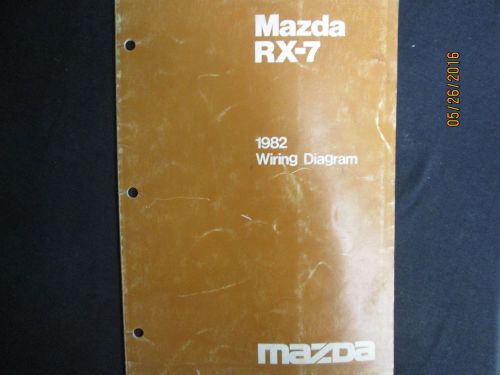 Mazda
RX-7
1982
Wiring Diagram
mazda
05/26/2016